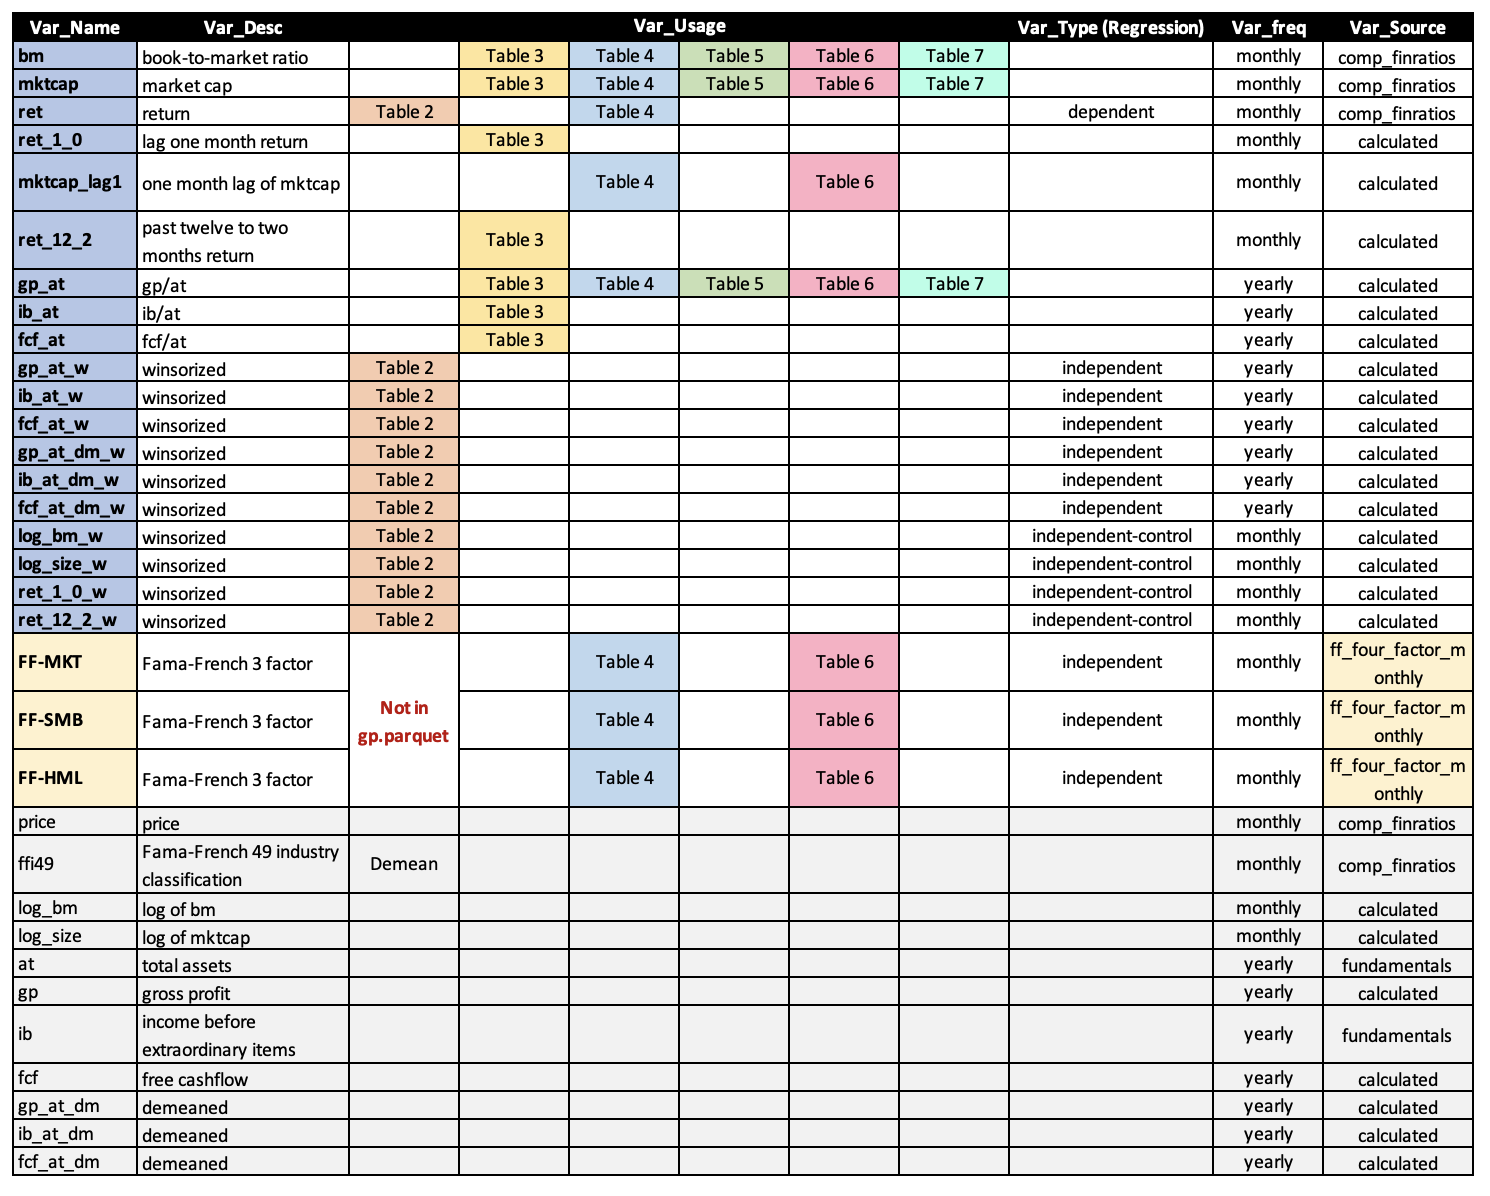 Var_Name Var_Desc Var_Usage Var_Type (Regression) Var_freq Var_Source
bm book-to-market ratio Table 3 Table 4 Table 5 Table 6 Table 7 monthly comp_finratios
mktcap market cap Table 3 Table 4 Table 5 Table 6 Table 7 monthly comp_finratios
ret return Table 2 Table 4 dependent monthly comp_finratios
ret_1_0 lag one month return Table 3 monthly calculated
mktcap_lag1 one month lag of mktcap Table 4 Table 6 monthly calculated
ret_12_2 past twelve to two
months return Table 3 monthly calculated
gp_at gp/at Table 3 Table 4 Table 5 Table 6 Table 7 yearly calculated
ib_at ib/at Table 3 yearly calculated
fcf_at fcf/at Table 3 yearly calculated
gp_at_w winsorized Table 2 independent yearly calculated
ib_at_w winsorized Table 2 independent yearly calculated
fcf_at_w winsorized Table 2 independent yearly calculated
gp_at_dm_w winsorized Table 2 independent yearly calculated
ib_at_dm_w winsorized Table 2 independent yearly calculated
fcf_at_dm_w winsorized Table 2 independent yearly calculated
log_bm_w winsorized Table 2 independent-control monthly calculated
log_size_w winsorized Table 2 independent-control monthly calculated
ret_1_0_w winsorized Table 2 independent-control monthly calculated
ret_12_2_w winsorized Table 2 independent-control monthly calculated
FF-MKT Fama-French 3 factor Table 4 Table 6 independent monthly ff_four_factor_m
onthly
Not in
gp.parquet
FF-SMB Fama-French 3 factor Table 4 Table 6 independent monthly ff_four_factor_m
onthly
FF-HML Fama-French 3 factor Table 4 Table 6 independent monthly ff_four_factor_m
onthly
price price monthly comp_finratios
ffi49 Fama-French 49 industry
classification Demean monthly comp_finratios
log_bm log of bm monthly calculated
log_size log of mktcap monthly calculated
at total assets yearly fundamentals
gp gross profit yearly calculated
ib income before
extraordinary items yearly fundamentals
fcf free cashflow yearly calculated
gp_at_dm demeaned yearly calculated
ib_at_dm demeaned yearly calculated
fcf_at_dm demeaned yearly calculated